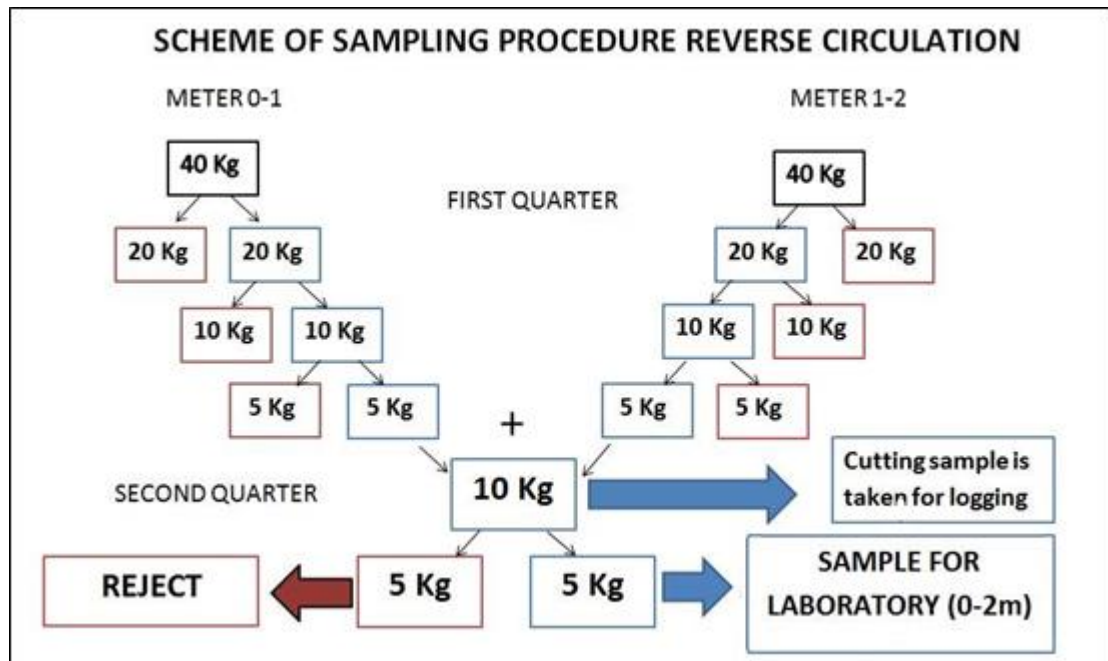 SCHEME OF SAMPLING PROCEDURE REVERSE CIRCULATION
METER 0-1
METER 1-2
40 Kg
40 Kg
FIRST QUARTER
20 Kg
20 Kg
20 Kg
20 Kg
10 Kg
10 Kg
10 Kg
10 Kg
5 Kg
5 Kg
5 Kg
5 Kg
+
SECOND QUARTER
10 Kg
Cutting sample is
taken for logging
REJECT
5 Kg
5 Kg
SAMPLE FOR
LABORATORY (0-2m)